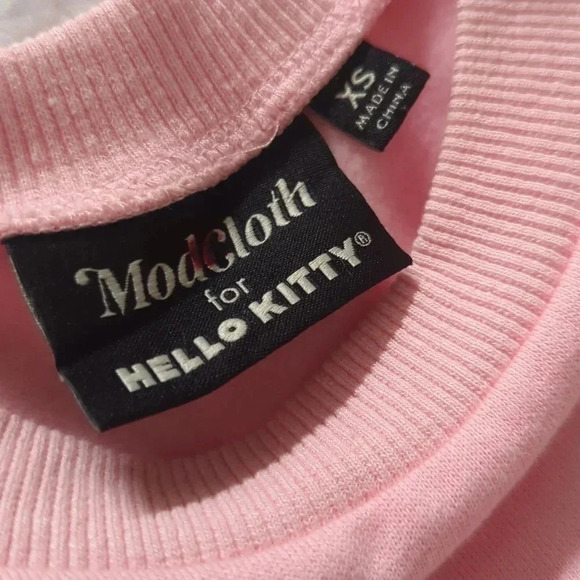 XS
MADE IN
CHINA
ModCloth
for
HELLO KITTY®